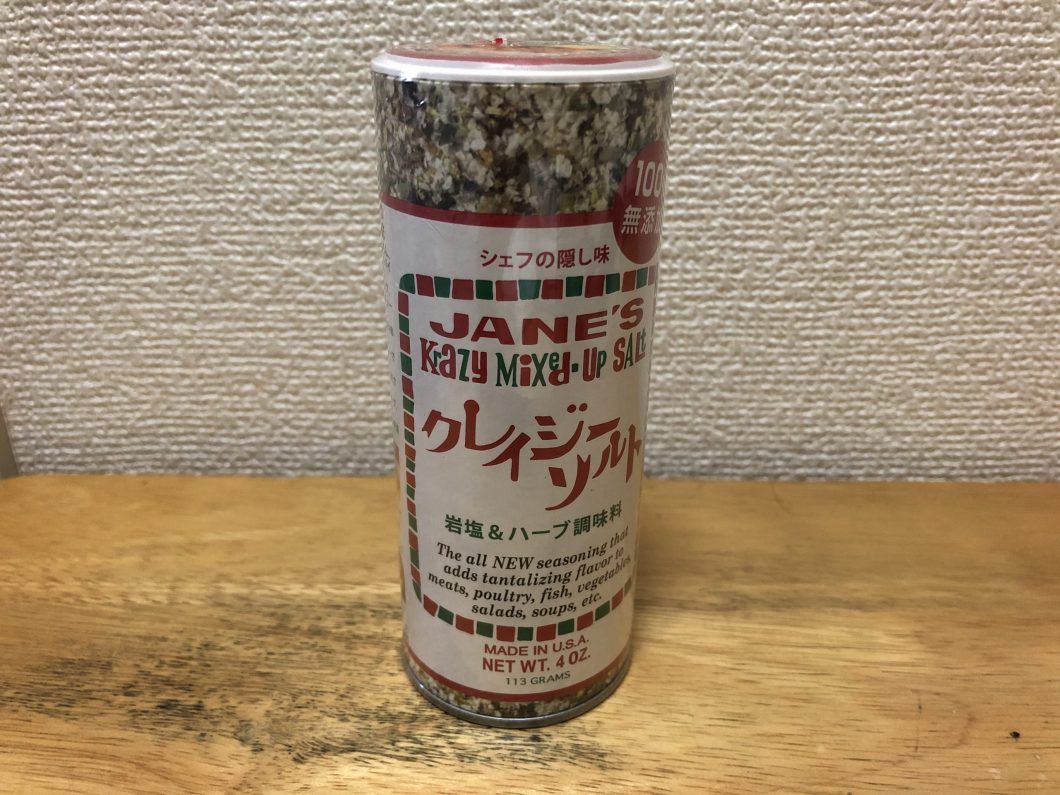 無添
シェフの隠し味
JANE'S
KRAZY MiXed-UP SALt
クレイジー
ソルト
岩塩&ハーブ調味料
The all NEW seasoning that
adds tantalizing flavor to
meats, poultry, fish, vegetables,
salads, soups, etc.
MADE IN U.S.A.
NET WT. 4 OZ.
113 GRAMS